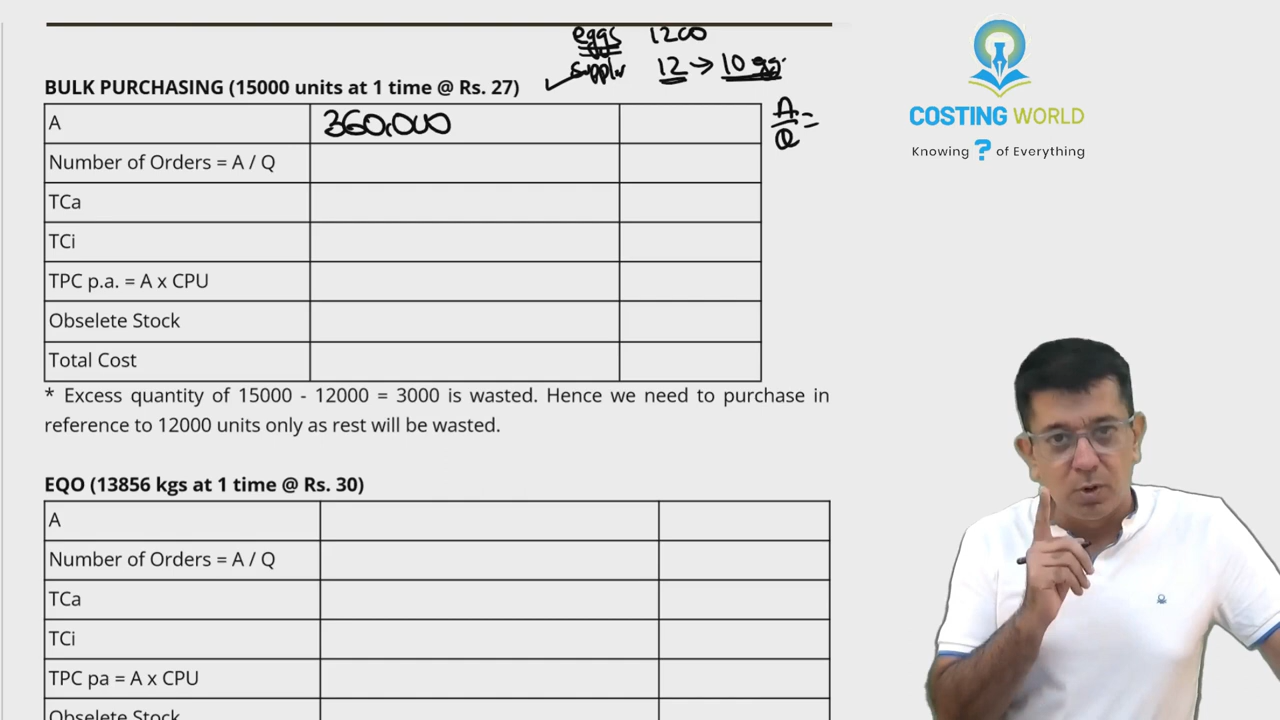 eggs 1200
supplr 12 → 10
BULK PURCHASING (15000 units at 1 time @ Rs. 27)
A 360,000
A/Q =
Number of Orders = A / Q
TCa
TCi
TPC p.a. = A x CPU
Obselete Stock
Total Cost
* Excess quantity of 15000 - 12000 = 3000 is wasted. Hence we need to purchase in
reference to 12000 units only as rest will be wasted.
EQO (13856 kgs at 1 time @ Rs. 30)
A
Number of Orders = A / Q
TCa
TCi
TPC pa = A x CPU
Obselete Stock
COSTING WORLD
Knowing ? of Everything